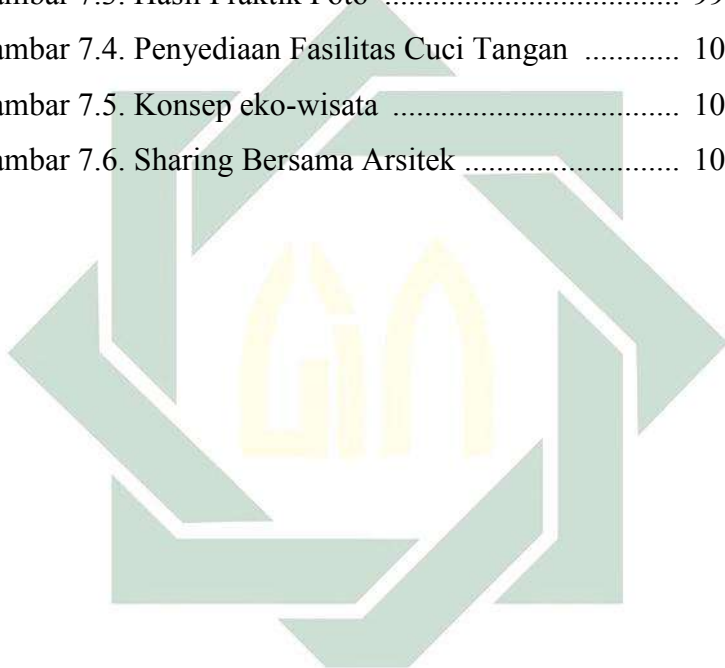 ambar 7.3. Hasil Praktik Foto ........................................ 99
ambar 7.4. Penyediaan Fasilitas Cuci Tangan ............ 10
ambar 7.5. Konsep eko-wisata .................................. 10
ambar 7.6. Sharing Bersama Arsitek ......................... 10